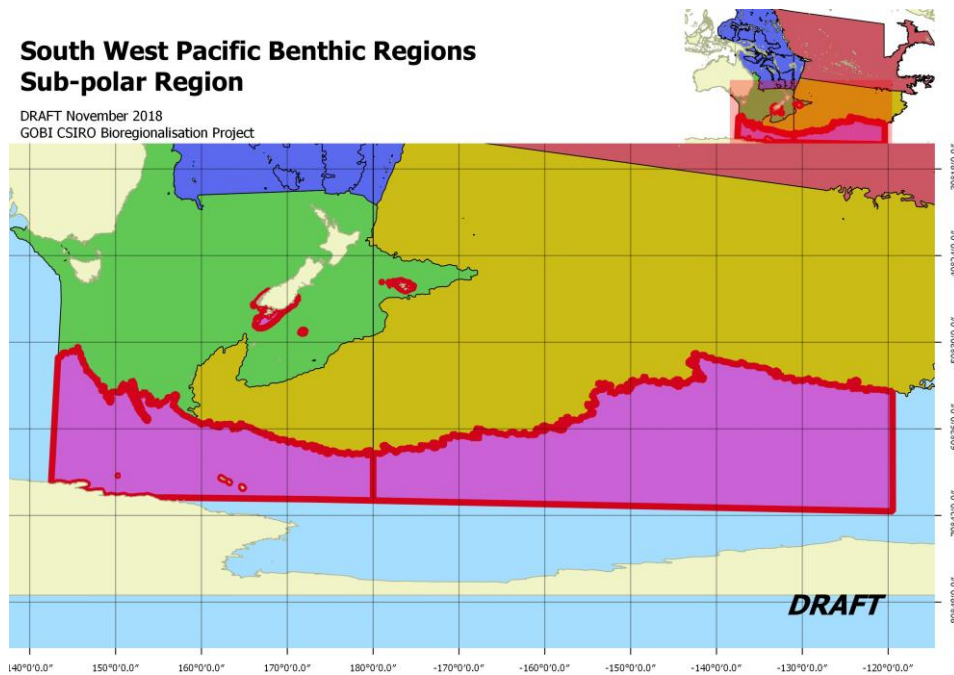 South West Pacific Benthic Regions
Sub-polar Region
DRAFT November 2018
GOBI CSIRO Bioregionalisation Project
DRAFT
140°0'0.0" 150°0'0.0" 160°0'0.0" 170°0'0.0" 180°0'0.0" -170°0'0.0" -160°0'0.0" -150°0'0.0" -140°0'0.0" -130°0'0.0" -120°0'0.0"